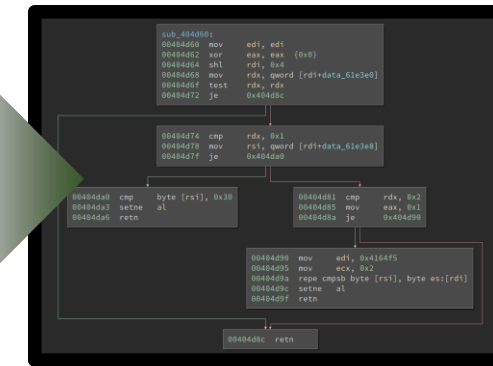 sub_404d60:
00404d60 mov edi, edi
00404d62 xor eax, eax {0x0}
00404d64 shl rdi, 0x4
00404d68 mov rdx, qword [rdi+data_61e3e0]
00404d6f test rdx, rdx
00404d72 je 0x404d8c
00404d74 cmp rdx, 0x1
00404d78 mov rsi, qword [rdi+data_61e3e8]
00404d7f je 0x404da0
00404da0 cmp byte [rsi], 0x30
00404da3 setne al
00404da6 retn
00404d81 cmp rdx, 0x2
00404d85 mov eax, 0x1
00404d8a je 0x404d90
00404d90 mov edi, 0x4164f5
00404d95 mov ecx, 0x2
00404d9a repe cmpsb byte [rsi], byte es:[rdi]
00404d9c setne al
00404d9f retn
00404d8c retn